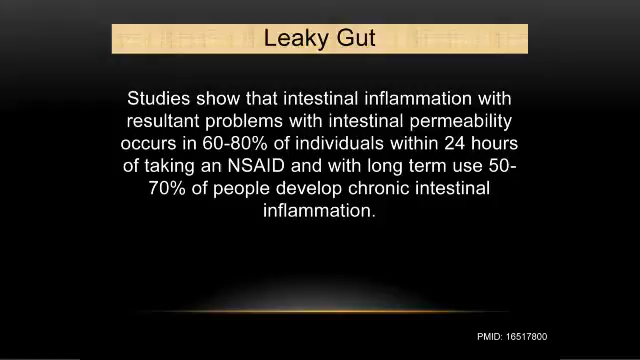 Leaky Gut
Studies show that intestinal inflammation with
resultant problems with intestinal permeability
occurs in 60-80% of individuals within 24 hours
of taking an NSAID and with long term use 50-
70% of people develop chronic intestinal
inflammation.
PMID: 16517800